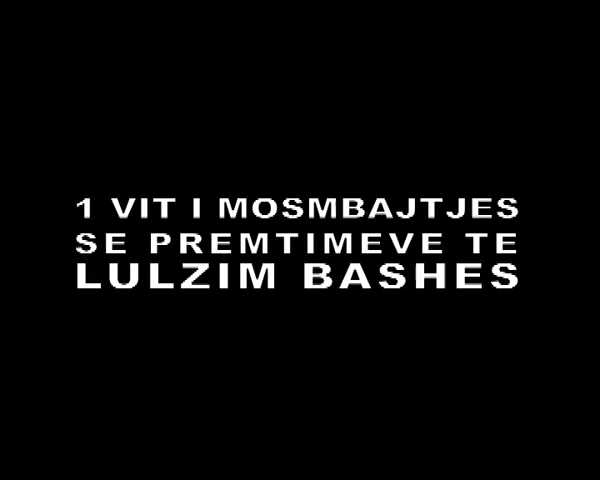 1 VIT I MOSMBAJTJES
SE PREMTIMEVE TE
LULZIM BASHES